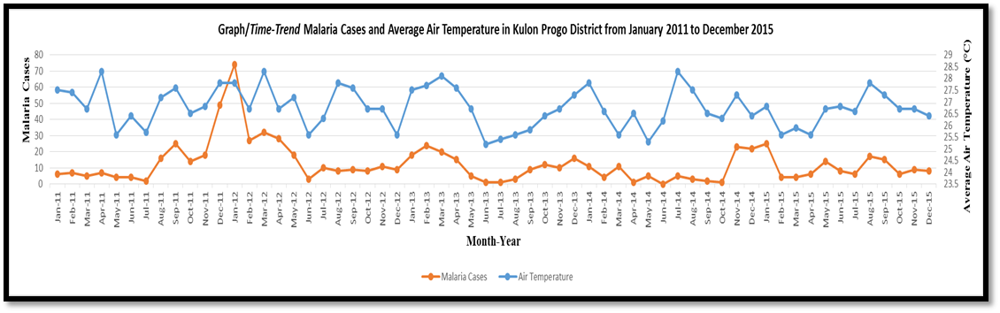 Graph/Time-Trend Malaria Cases and Average Air Temperature in Kulon Progo District from January 2011 to December 2015
Malaria Cases
80
70
60
50
40
30
20
10
0
29
28.5
28
27.5
27
26.5
26
25.5
25
24.5
24
23.5
Average Air Temperature (°C)
Jan-11
Feb-11
Mar-11
Apr-11
May-11
Jun-11
Jul-11
Aug-11
Sep-11
Oct-11
Nov-11
Dec-11
Jan-12
Feb-12
Mar-12
Apr-12
May-12
Jun-12
Jul-12
Aug-12
Sep-12
Oct-12
Nov-12
Dec-12
Jan-13
Feb-13
Mar-13
Apr-13
May-13
Jun-13
Jul-13
Aug-13
Sep-13
Oct-13
Nov-13
Dec-13
Jan-14
Feb-14
Mar-14
Apr-14
May-14
Jun-14
Jul-14
Aug-14
Sep-14
Oct-14
Nov-14
Dec-14
Jan-15
Feb-15
Mar-15
Apr-15
May-15
Jun-15
Jul-15
Aug-15
Sep-15
Oct-15
Nov-15
Dec-15
Month-Year
Malaria Cases
Air Temperature